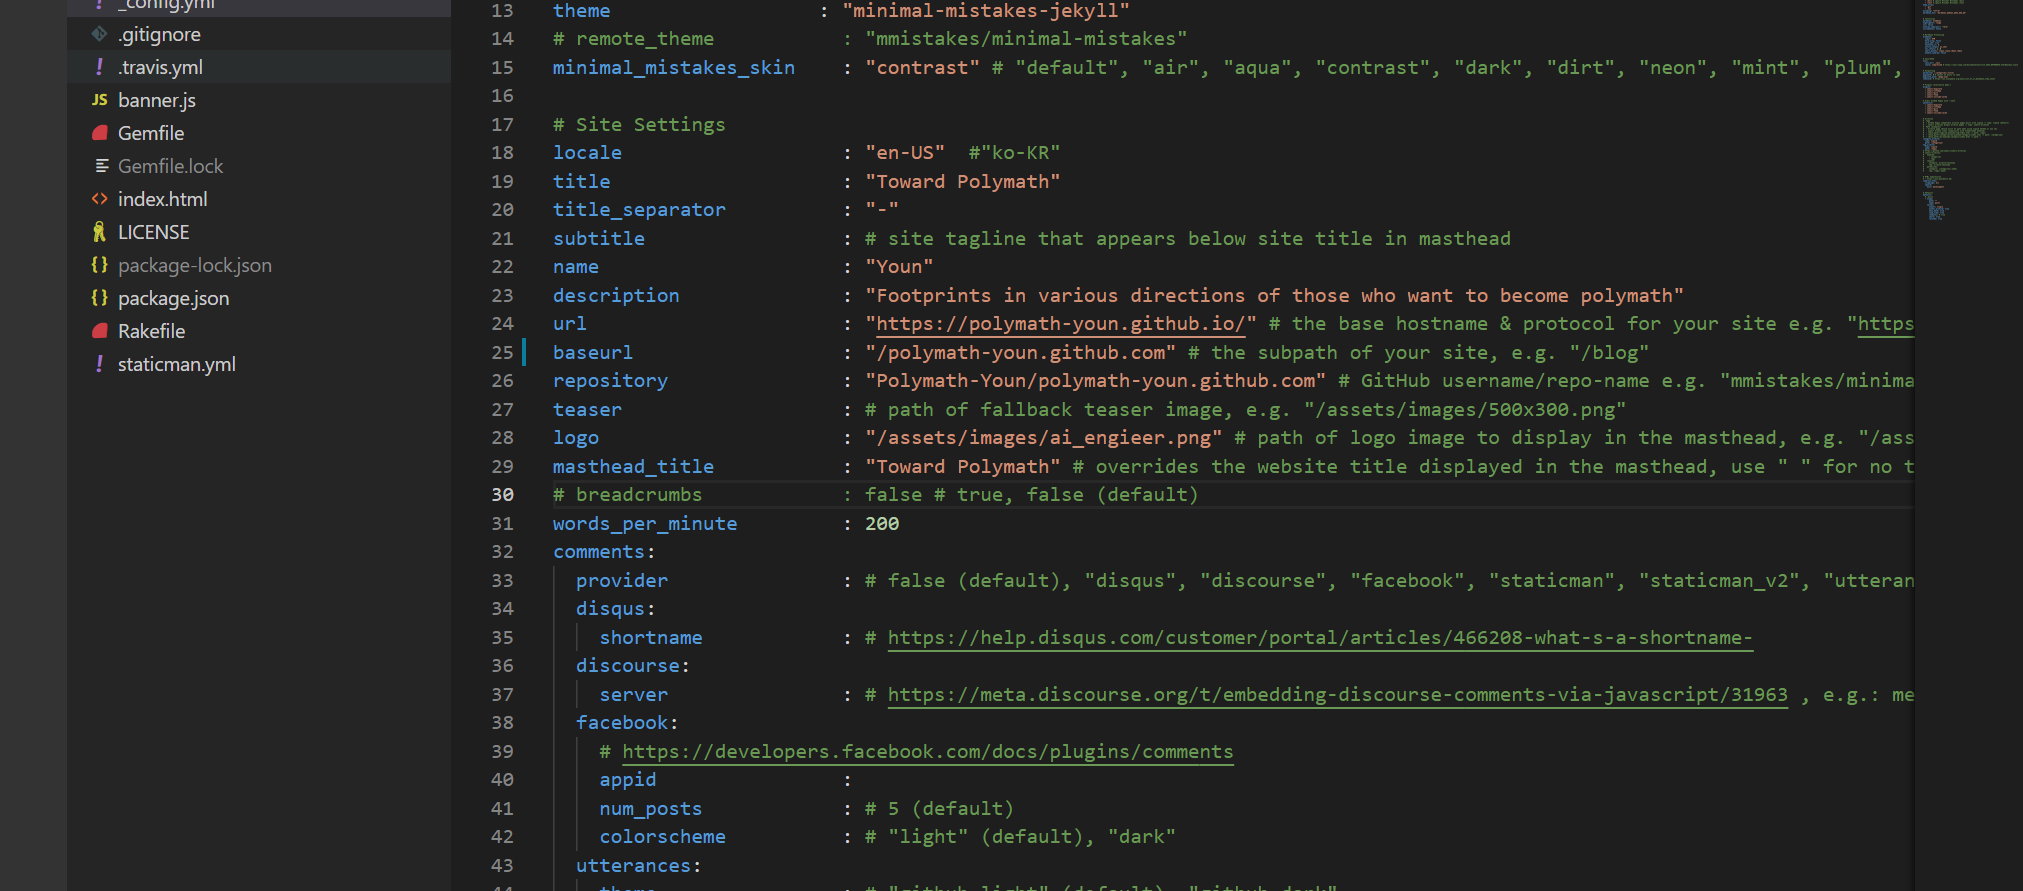 _config.yml
.gitignore
.travis.yml
JS banner.js
Gemfile
Gemfile.lock
index.html
LICENSE
package-lock.json
package.json
Rakefile
staticman.yml
13 theme : "minimal-mistakes-jekyll"
14 # remote_theme : "mmistakes/minimal-mistakes"
15 minimal_mistakes_skin : "contrast" # "default", "air", "aqua", "contrast", "dark", "dirt", "neon", "mint", "plum",
16
17 # Site Settings
18 locale : "en-US" #"ko-KR"
19 title : "Toward Polymath"
20 title_separator : "-"
21 subtitle : # site tagline that appears below site title in masthead
22 name : "Youn"
23 description : "Footprints in various directions of those who want to become polymath"
24 url : "https://polymath-youn.github.io/" # the base hostname & protocol for your site e.g. "https
25 baseurl : "/polymath-youn.github.com" # the subpath of your site, e.g. "/blog"
26 repository : "Polymath-Youn/polymath-youn.github.com" # GitHub username/repo-name e.g. "mmistakes/minima
27 teaser : # path of fallback teaser image, e.g. "/assets/images/500x300.png"
28 logo : "/assets/images/ai_engieer.png" # path of logo image to display in the masthead, e.g. "/ass
29 masthead_title : "Toward Polymath" # overrides the website title displayed in the masthead, use " " for no t
30 # breadcrumbs : false # true, false (default)
31 words_per_minute : 200
32 comments:
33 provider : # false (default), "disqus", "discourse", "facebook", "staticman", "staticman_v2", "utteran
34 disqus:
35 shortname : # https://help.disqus.com/customer/portal/articles/466208-what-s-a-shortname-
36 discourse:
37 server : # https://meta.discourse.org/t/embedding-discourse-comments-via-javascript/31963 , e.g.: me
38 facebook:
39 # https://developers.facebook.com/docs/plugins/comments
40 appid :
41 num_posts : # 5 (default)
42 colorscheme : # "light" (default), "dark"
43 utterances:
44 theme : # "github-light" (default), "github-dark"